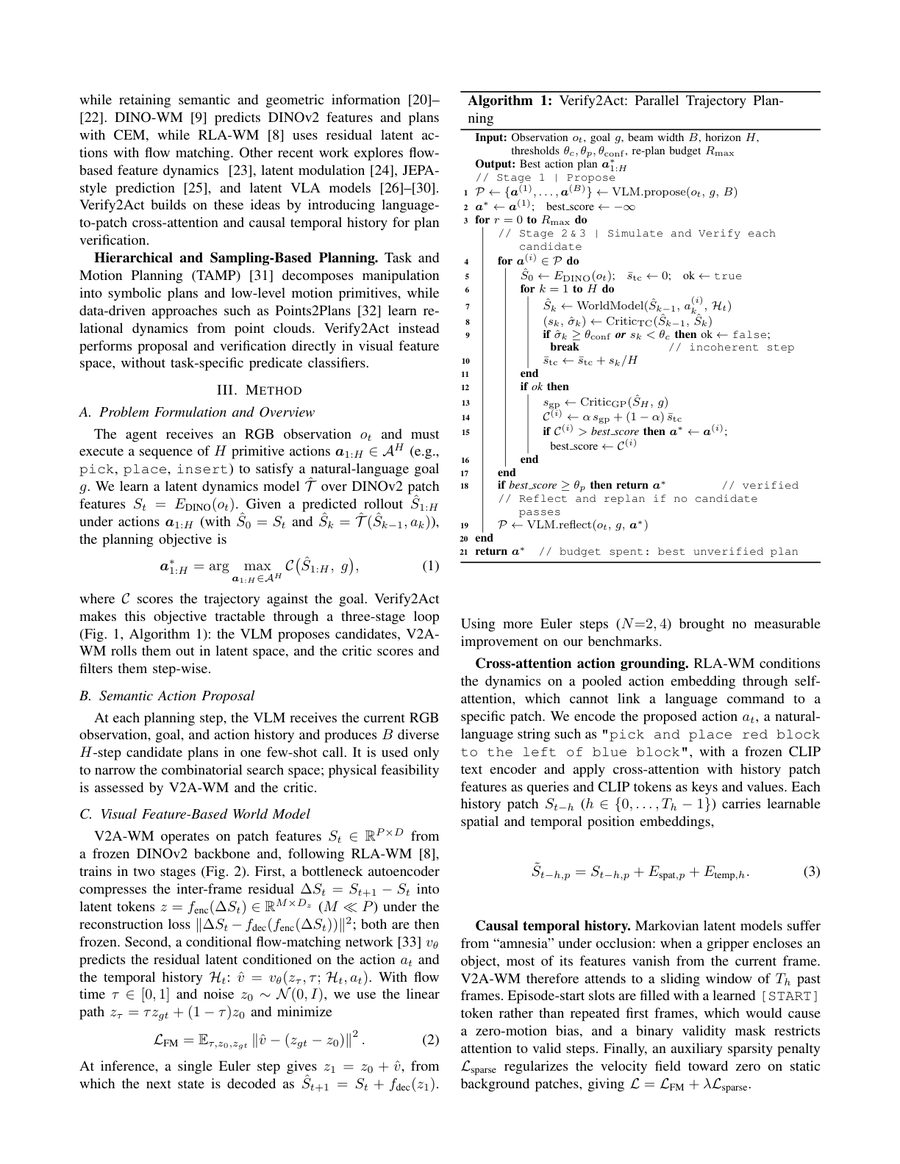 while retaining semantic and geometric information [20]–
[22]. DINO-WM [9] predicts DINOv2 features and plans
with CEM, while RLA-WM [8] uses residual latent ac-
tions with flow matching. Other recent work explores flow-
based feature dynamics [23], latent modulation [24], JEPA-
style prediction [25], and latent VLA models [26]–[30].
Verify2Act builds on these ideas by introducing language-
to-patch cross-attention and causal temporal history for plan
verification.
Hierarchical and Sampling-Based Planning. Task and
Motion Planning (TAMP) [31] decomposes manipulation
into symbolic plans and low-level motion primitives, while
data-driven approaches such as Points2Plans [32] learn re-
lational dynamics from point clouds. Verify2Act instead
performs proposal and verification directly in visual feature
space, without task-specific predicate classifiers.
III. METHOD
A. Problem Formulation and Overview
The agent receives an RGB observation o_t and must
execute a sequence of H primitive actions a_{1:H} ∈ A^H (e.g.,
pick, place, insert) to satisfy a natural-language goal
g. We learn a latent dynamics model T̂ over DINOv2 patch
features S_t = E_DINO(o_t). Given a predicted rollout Ŝ_{1:H}
under actions a_{1:H} (with Ŝ_0 = S_t and Ŝ_k = T̂(Ŝ_{k−1}, a_k)),
the planning objective is
a*_{1:H} = arg max_{a_{1:H}∈A^H} C(Ŝ_{1:H}, g), (1)
where C scores the trajectory against the goal. Verify2Act
makes this objective tractable through a three-stage loop
(Fig. 1, Algorithm 1): the VLM proposes candidates, V2A-
WM rolls them out in latent space, and the critic scores and
filters them step-wise.
B. Semantic Action Proposal
At each planning step, the VLM receives the current RGB
observation, goal, and action history and produces B diverse
H-step candidate plans in one few-shot call. It is used only
to narrow the combinatorial search space; physical feasibility
is assessed by V2A-WM and the critic.
C. Visual Feature-Based World Model
V2A-WM operates on patch features S_t ∈ ℝ^{P×D} from
a frozen DINOv2 backbone and, following RLA-WM [8],
trains in two stages (Fig. 2). First, a bottleneck autoencoder
compresses the inter-frame residual ΔS_t = S_{t+1} − S_t into
latent tokens z = f_enc(ΔS_t) ∈ ℝ^{M×D_z} (M ≪ P) under the
reconstruction loss ‖ΔS_t − f_dec(f_enc(ΔS_t))‖²; both are then
frozen. Second, a conditional flow-matching network [33] v_θ
predicts the residual latent conditioned on the action a_t and
the temporal history H_t: v̂ = v_θ(z_τ, τ; H_t, a_t). With flow
time τ ∈ [0, 1] and noise z_0 ∼ N(0, I), we use the linear
path z_τ = τz_gt + (1 − τ)z_0 and minimize
L_FM = E_{τ,z_0,z_gt} ‖v̂ − (z_gt − z_0)‖². (2)
At inference, a single Euler step gives z_1 = z_0 + v̂, from
which the next state is decoded as Ŝ_{t+1} = S_t + f_dec(z_1).
Algorithm 1: Verify2Act: Parallel Trajectory Plan-
ning
Input: Observation o_t, goal g, beam width B, horizon H,
thresholds θ_c, θ_p, θ_conf, re-plan budget R_max
Output: Best action plan a*_{1:H}
// Stage 1 | Propose
1 P ← {a^(1), . . . , a^(B)} ← VLM.propose(o_t, g, B)
2 a* ← a^(1); best_score ← −∞
3 for r = 0 to R_max do
// Stage 2&3 | Simulate and Verify each
candidate
4 for a^(i) ∈ P do
5 Ŝ_0 ← E_DINO(o_t); s̄_tc ← 0; ok ← true
6 for k = 1 to H do
7 Ŝ_k ← WorldModel(Ŝ_{k−1}, a_k^(i), H_t)
8 (s_k, σ̂_k) ← Critic_TC(Ŝ_{k−1}, Ŝ_k)
9 if σ̂_k ≥ θ_conf or s_k < θ_c then ok ← false;
break // incoherent step
10 s̄_tc ← s̄_tc + s_k/H
11 end
12 if ok then
13 s_gp ← Critic_GP(Ŝ_H, g)
14 C^(i) ← α s_gp + (1 − α) s̄_tc
15 if C^(i) > best_score then a* ← a^(i);
best_score ← C^(i)
16 end
17 end
18 if best_score ≥ θ_p then return a* // verified
// Reflect and replan if no candidate
passes
19 P ← VLM.reflect(o_t, g, a*)
20 end
21 return a* // budget spent: best unverified plan
Using more Euler steps (N=2, 4) brought no measurable
improvement on our benchmarks.
Cross-attention action grounding. RLA-WM conditions
the dynamics on a pooled action embedding through self-
attention, which cannot link a language command to a
specific patch. We encode the proposed action a_t, a natural-
language string such as "pick and place red block
to the left of blue block", with a frozen CLIP
text encoder and apply cross-attention with history patch
features as queries and CLIP tokens as keys and values. Each
history patch S_{t−h} (h ∈ {0, . . . , T_h − 1}) carries learnable
spatial and temporal position embeddings,
S̃_{t−h,p} = S_{t−h,p} + E_{spat,p} + E_{temp,h}. (3)
Causal temporal history. Markovian latent models suffer
from “amnesia” under occlusion: when a gripper encloses an
object, most of its features vanish from the current frame.
V2A-WM therefore attends to a sliding window of T_h past
frames. Episode-start slots are filled with a learned [START]
token rather than repeated first frames, which would cause
a zero-motion bias, and a binary validity mask restricts
attention to valid steps. Finally, an auxiliary sparsity penalty
L_sparse regularizes the velocity field toward zero on static
background patches, giving L = L_FM + λL_sparse.